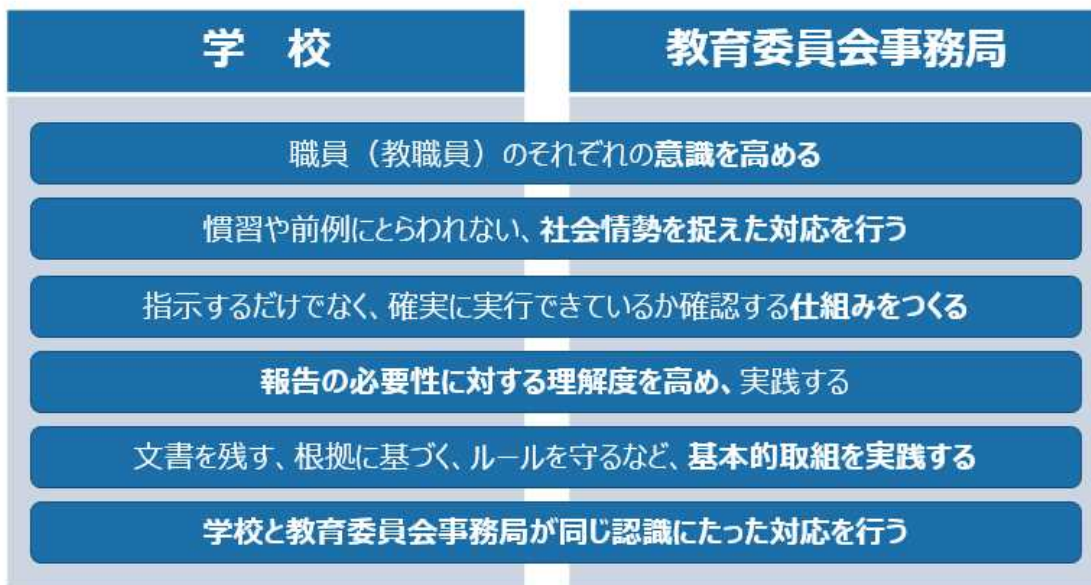 学　校
教育委員会事務局
職員（教職員）のそれぞれの意識を高める
慣習や前例にとらわれない、社会情勢を捉えた対応を行う
指示するだけでなく、確実に実行できているか確認する仕組みをつくる
報告の必要性に対する理解度を高め、実践する
文書を残す、根拠に基づく、ルールを守るなど、基本的取組を実践する
学校と教育委員会事務局が同じ認識にたった対応を行う